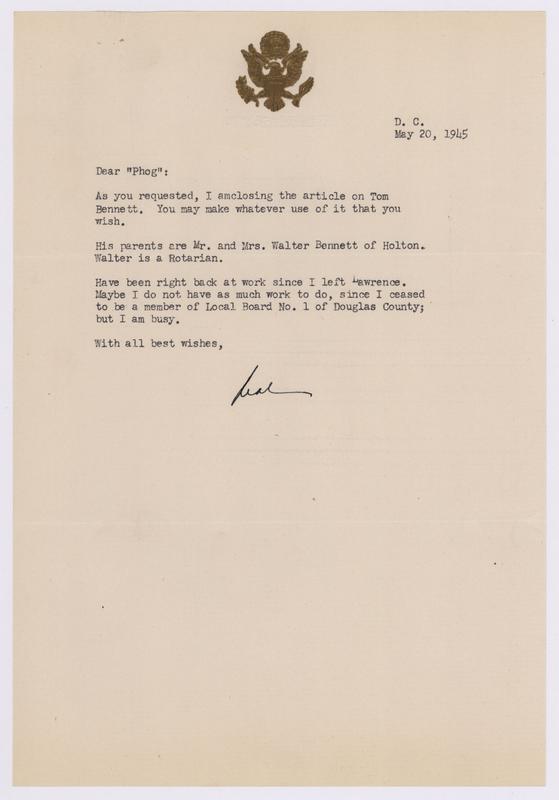 D. C.
May 20, 1945
Dear "Phog":
As you requested, I amclosing the article on Tom
Bennett. You may make whatever use of it that you
wish.
His parents are Mr. and Mrs. Walter Bennett of Holton.
Walter is a Rotarian.
Have been right back at work since I left Lawrence.
Maybe I do not have as much work to do, since I ceased
to be a member of Local Board No. 1 of Douglas County;
but I am busy.
With all best wishes,